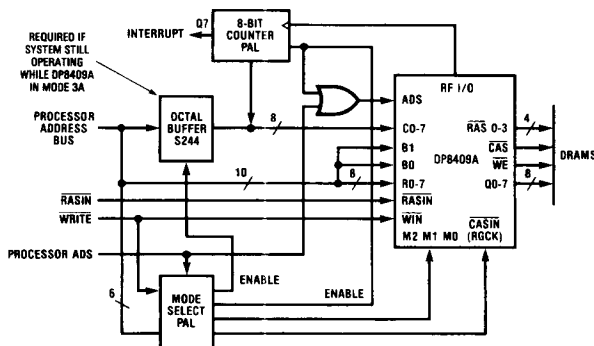 REQUIRED IF
SYSTEM STILL
OPERATING
WHILE DP8409A
IN MODE 3A
INTERRUPT
Q7
8-BIT
COUNTER
PAL
PROCESSOR
ADDRESS
BUS
OCTAL
BUFFER
S244
8
10
8
RASIN
WRITE
PROCESSOR ADS
6
MODE
SELECT
PAL
ENABLE
ENABLE
RF I/O
ADS
C0-7
B1
B0
R0-7
RASIN
WIN
M2 M1 M0
DP8409A
RAS 0-3
CAS
WE
Q0-7
CASIN
(RGCK)
4
8
DRAMS